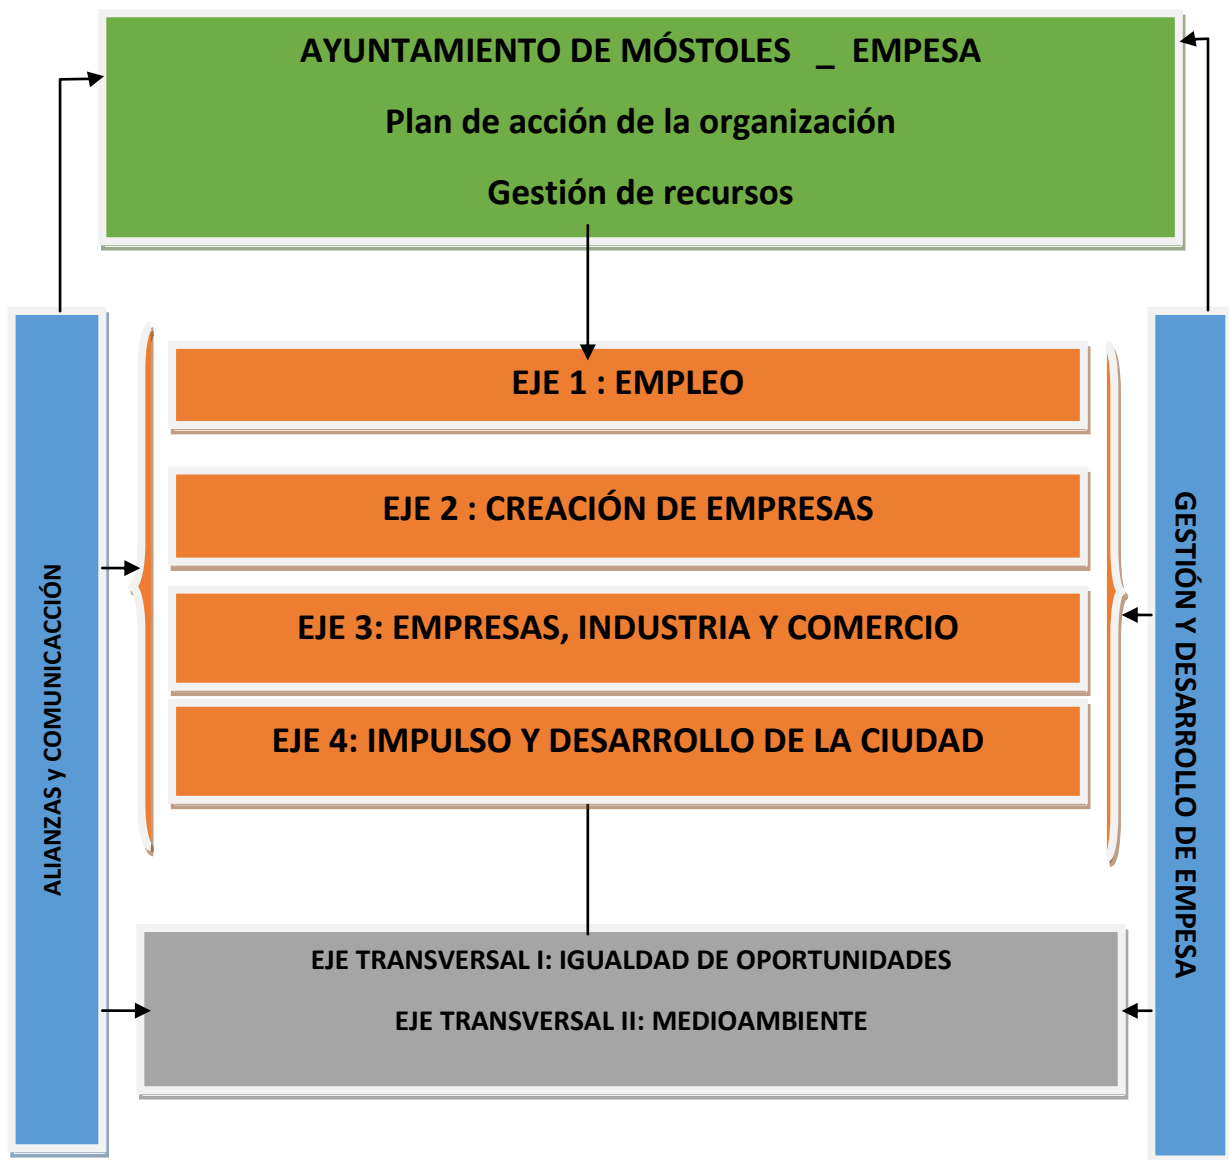 AYUNTAMIENTO DE MÓSTOLES _ EMPESA
Plan de acción de la organización
Gestión de recursos
EJE 1 : EMPLEO
EJE 2 : CREACIÓN DE EMPRESAS
EJE 3: EMPRESAS, INDUSTRIA Y COMERCIO
EJE 4: IMPULSO Y DESARROLLO DE LA CIUDAD
ALIANZAS y COMUNICACCIÓN
GESTIÓN Y DESARROLLO DE EMPESA
EJE TRANSVERSAL I: IGUALDAD DE OPORTUNIDADES
EJE TRANSVERSAL II: MEDIOAMBIENTE